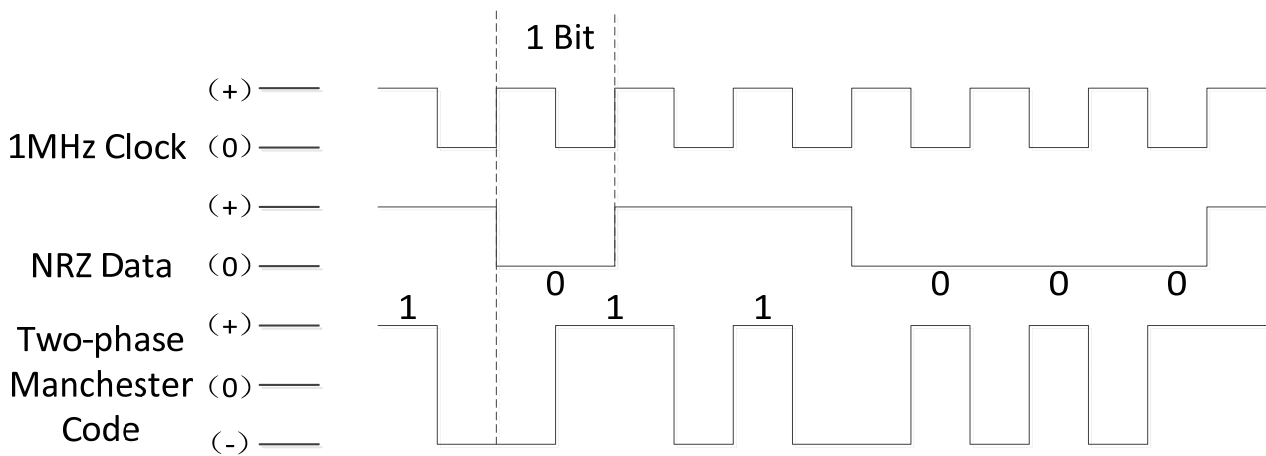 1 Bit
(+)
1MHz Clock (0)
(+)
NRZ Data (0)
0 0 0 0
1 1 1
(+)
Two-phase
Manchester (0)
Code
(-)